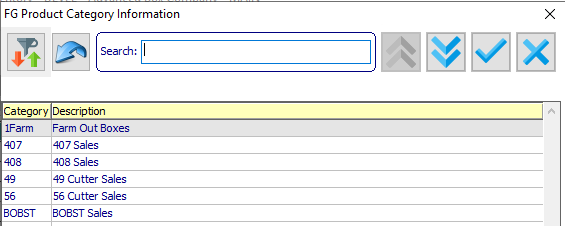 FG Product Category Information
Search:
Category Description
1Farm Farm Out Boxes
407 407 Sales
408 408 Sales
49 49 Cutter Sales
56 56 Cutter Sales
BOBST BOBST Sales